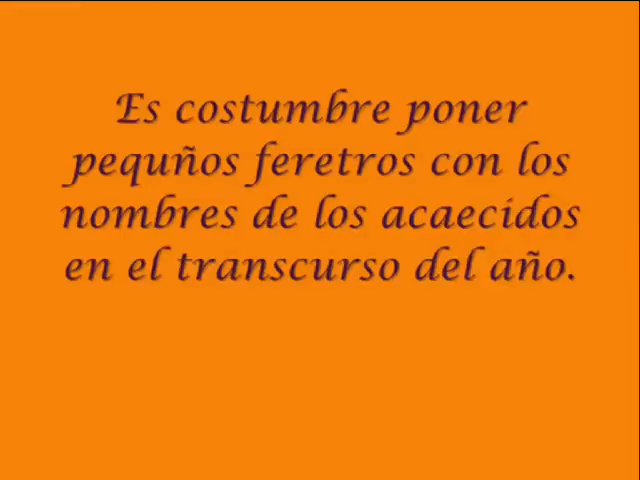 Es costumbre poner
pequños feretros con los
nombres de los acaecidos
en el transcurso del año.